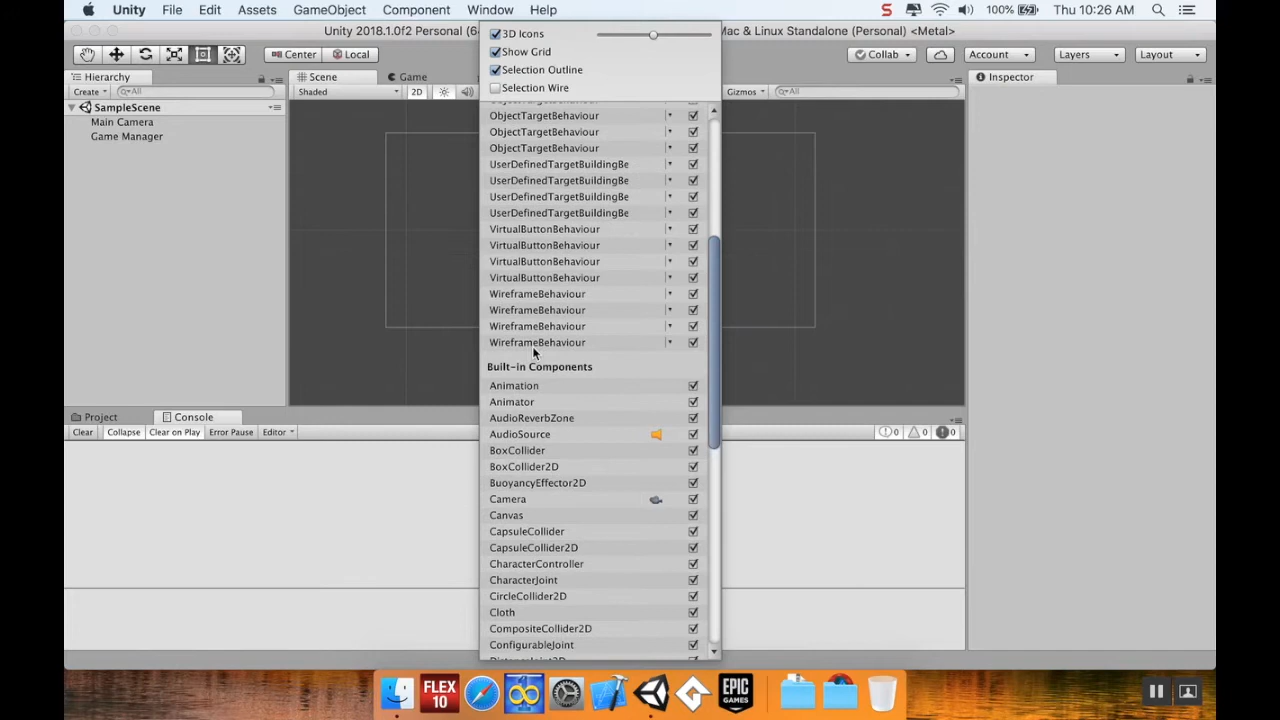 Unity File Edit Assets GameObject Component Window Help 100% Thu 10:26 AM
Unity 2018.1.0f2 Personal (6 Mac & Linux Standalone (Personal) <Metal>
3D Icons
Show Grid
Selection Outline
Selection Wire
Center Local Collab Account Layers Layout
Hierarchy Scene Game Inspector
Create All Shaded 2D Gizmos All
SampleScene
Main Camera
Game Manager
ObjectTargetBehaviour
ObjectTargetBehaviour
ObjectTargetBehaviour
UserDefinedTargetBuildingBe
UserDefinedTargetBuildingBe
UserDefinedTargetBuildingBe
UserDefinedTargetBuildingBe
VirtualButtonBehaviour
VirtualButtonBehaviour
VirtualButtonBehaviour
VirtualButtonBehaviour
WireframeBehaviour
WireframeBehaviour
WireframeBehaviour
WireframeBehaviour
Built-in Components
Animation
Animator
AudioReverbZone
AudioSource
BoxCollider
BoxCollider2D
BuoyancyEffector2D
Camera
Canvas
CapsuleCollider
CapsuleCollider2D
CharacterController
CharacterJoint
CircleCollider2D
Cloth
CompositeCollider2D
ConfigurableJoint
Project Console
Clear Collapse Clear on Play Error Pause Editor 0 0 0
FLEX
10
EPIC
GAMES